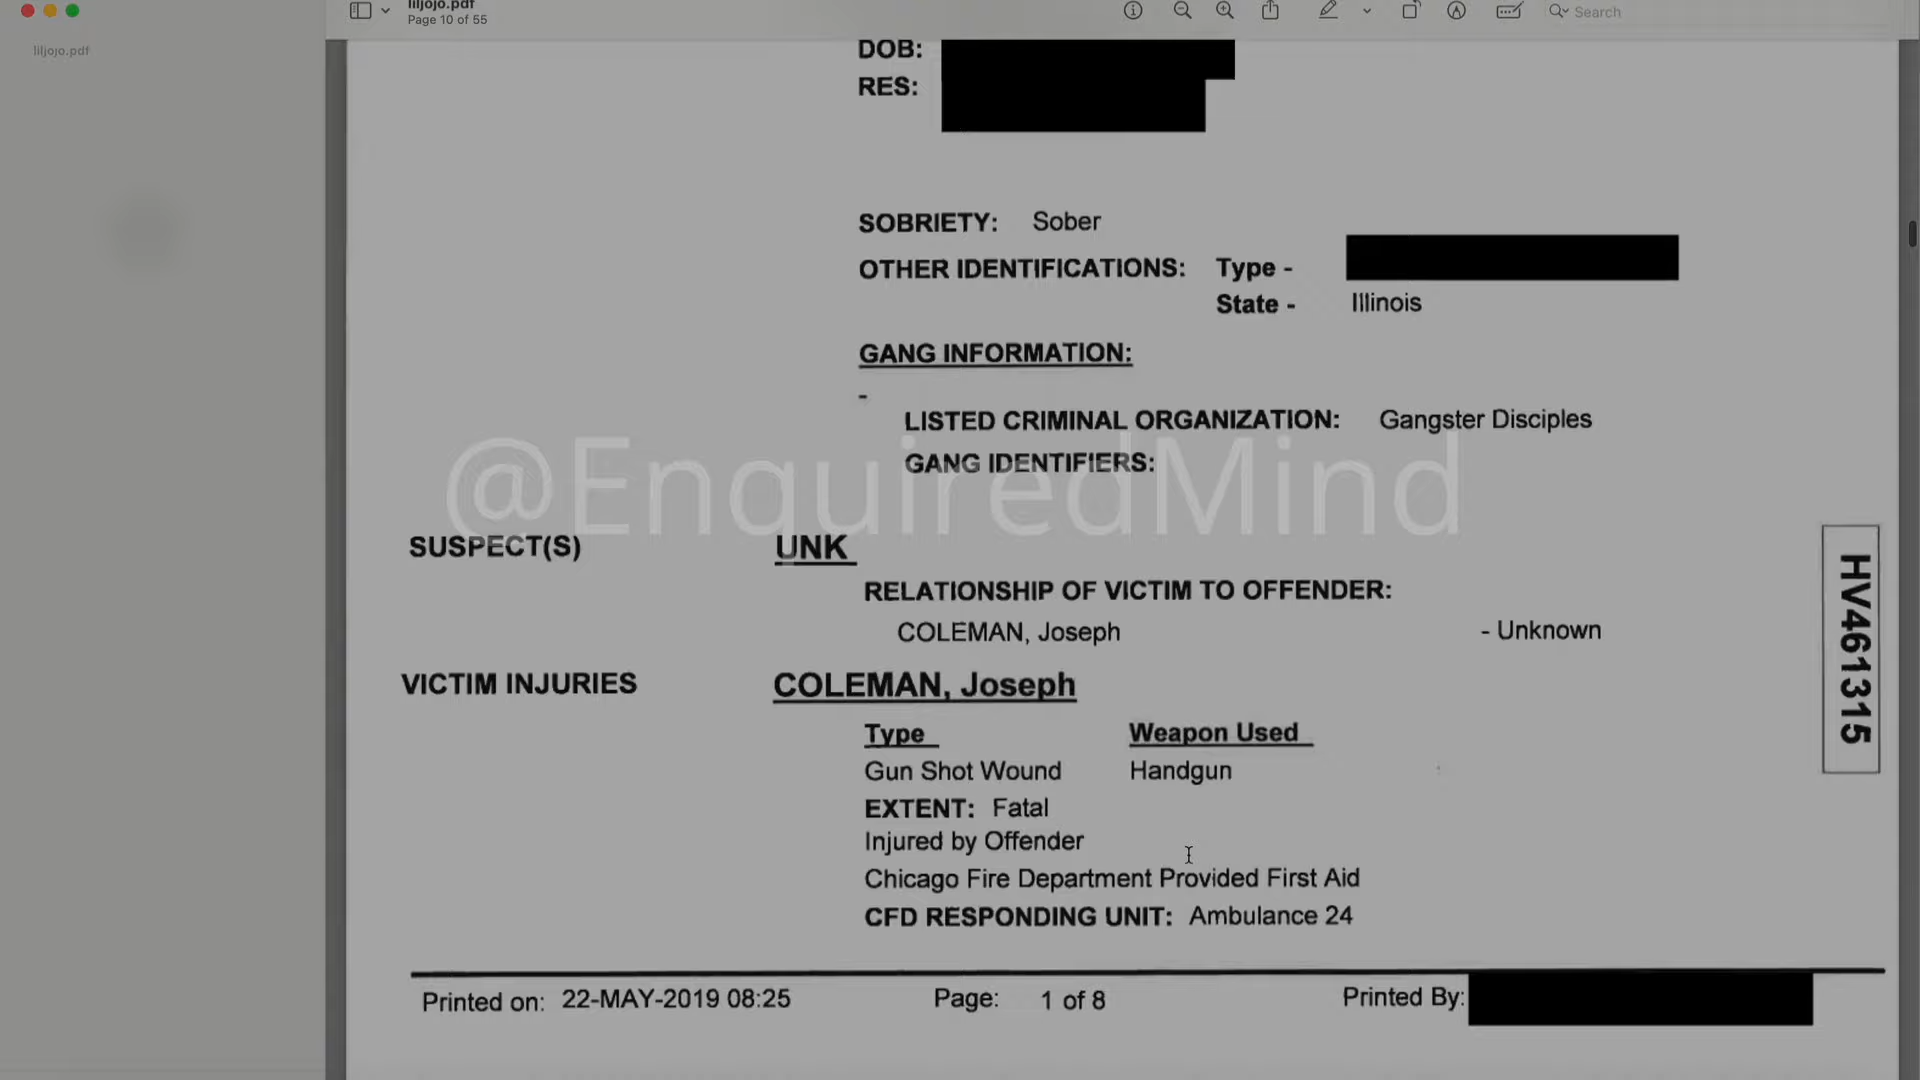 liljojo.pdf
Page 10 of 55
Search
liljojo.pdf
DOB:
RES:
SOBRIETY: Sober
OTHER IDENTIFICATIONS: Type -
State - Illinois
GANG INFORMATION:
-
LISTED CRIMINAL ORGANIZATION: Gangster Disciples
GANG IDENTIFIERS:
@EnquiredMind
SUSPECT(S) UNK
RELATIONSHIP OF VICTIM TO OFFENDER:
COLEMAN, Joseph - Unknown
HV461315
VICTIM INJURIES COLEMAN, Joseph
Type Weapon Used
Gun Shot Wound Handgun
EXTENT: Fatal
Injured by Offender
Chicago Fire Department Provided First Aid
CFD RESPONDING UNIT: Ambulance 24
Printed on: 22-MAY-2019 08:25 Page: 1 of 8 Printed By: